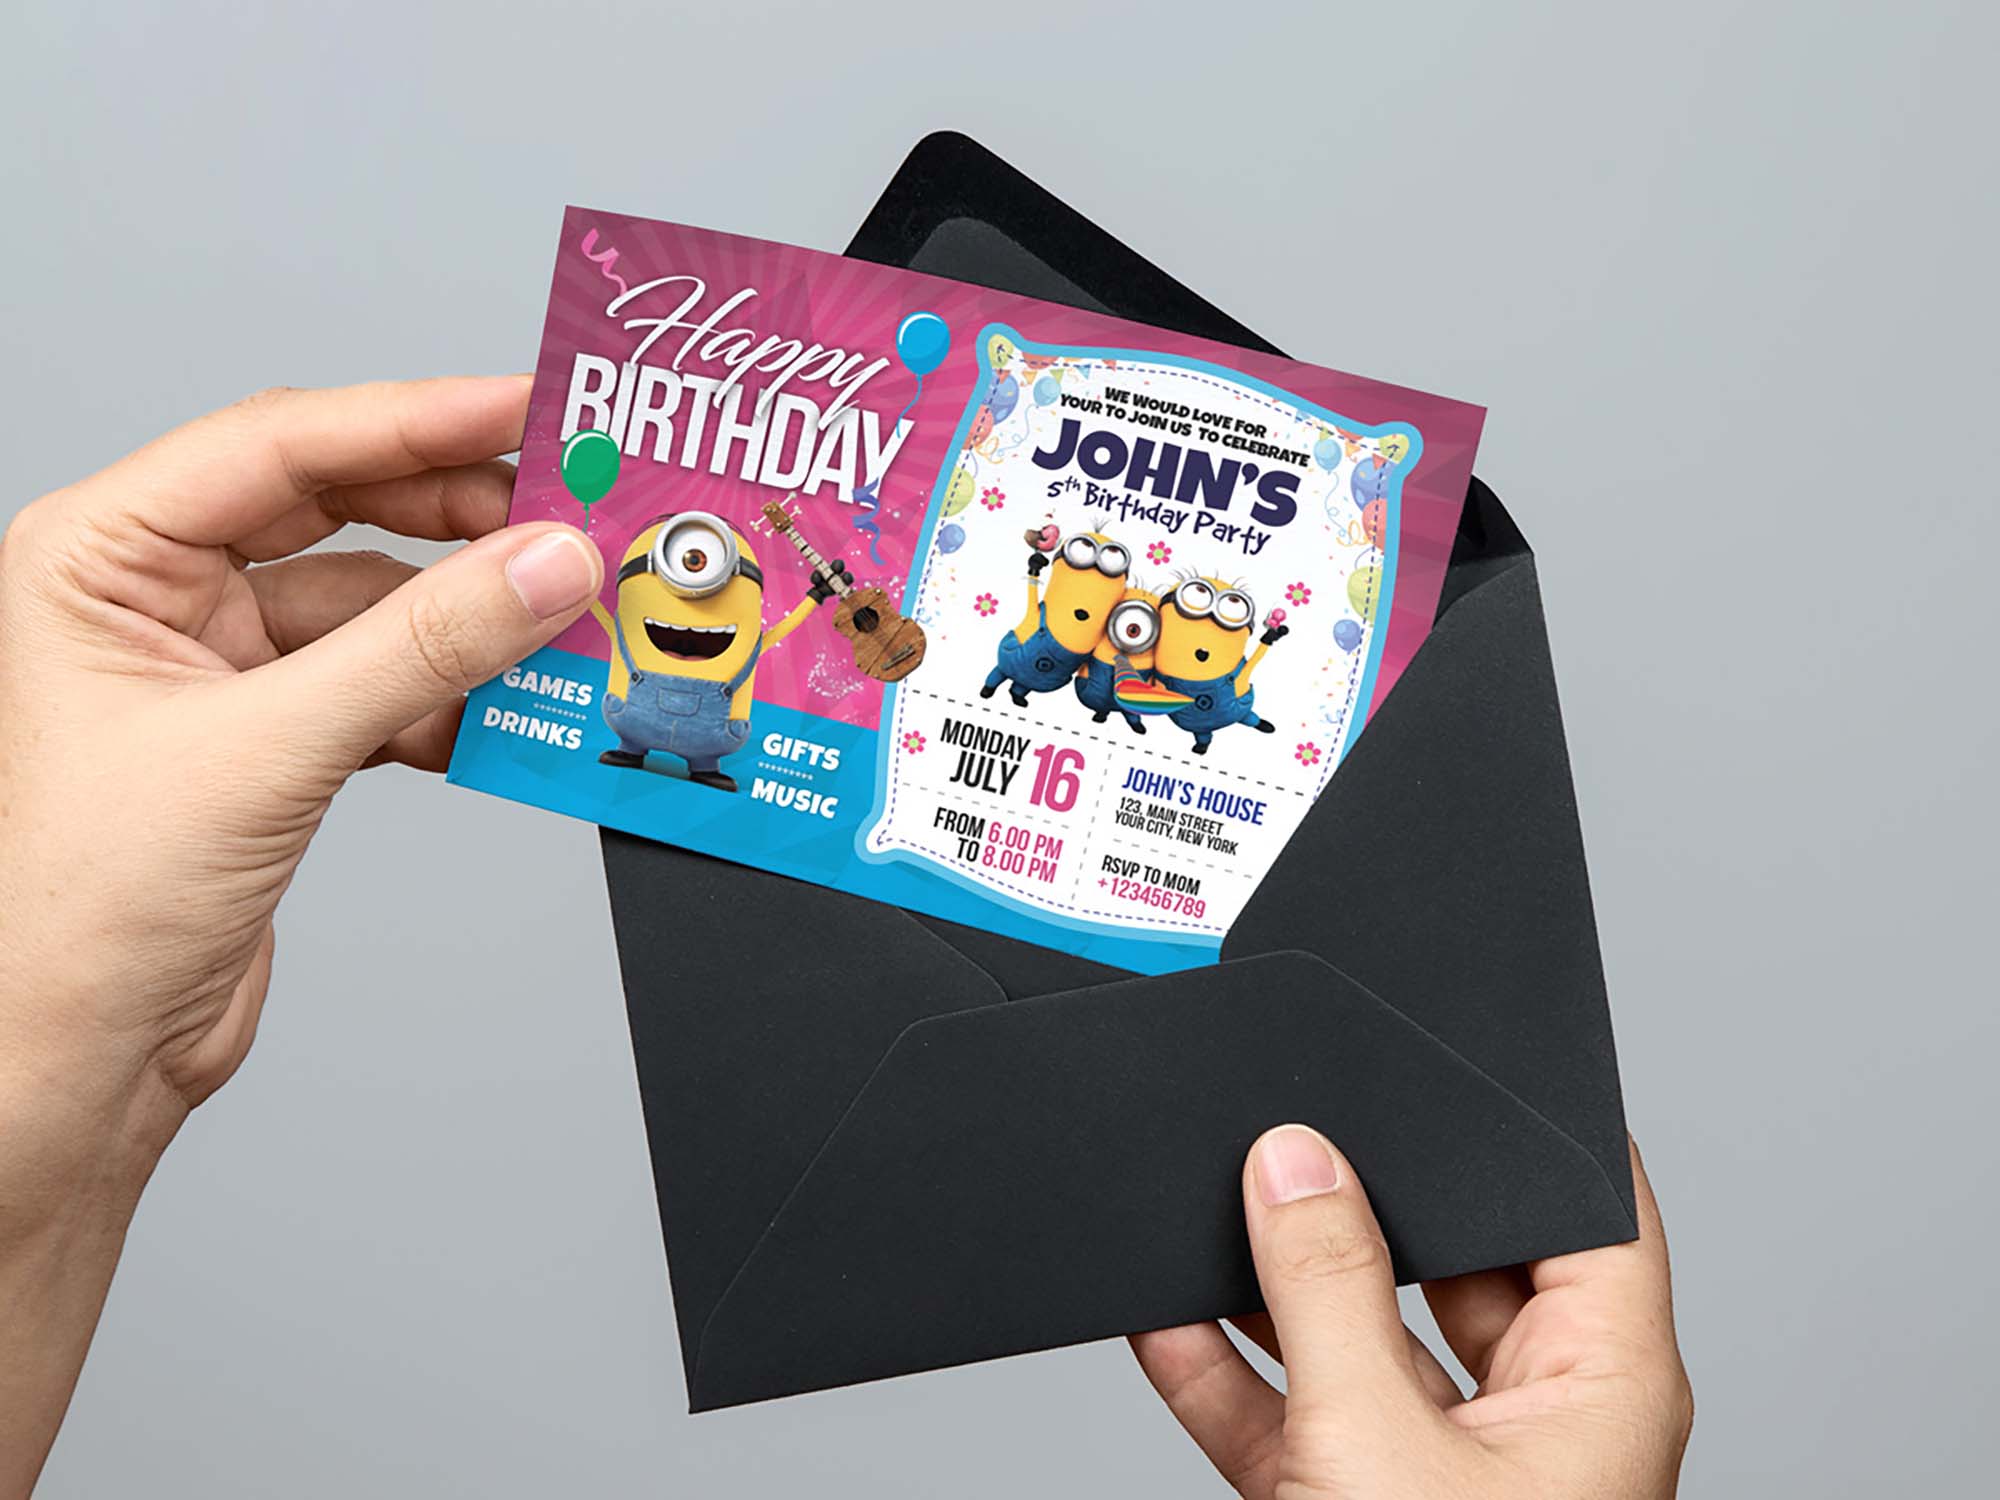 Happy
BIRTHDAY
GAMES
DRINKS
GIFTS
MUSIC
WE WOULD LOVE FOR
YOUR TO JOIN US TO CELEBRATE
JOHN'S
5th Birthday Party
MONDAY
JULY 16
FROM 6.00 PM
TO 8.00 PM
JOHN'S HOUSE
123, MAIN STREET
YOUR CITY, NEW YORK
RSVP TO MOM
+123456789